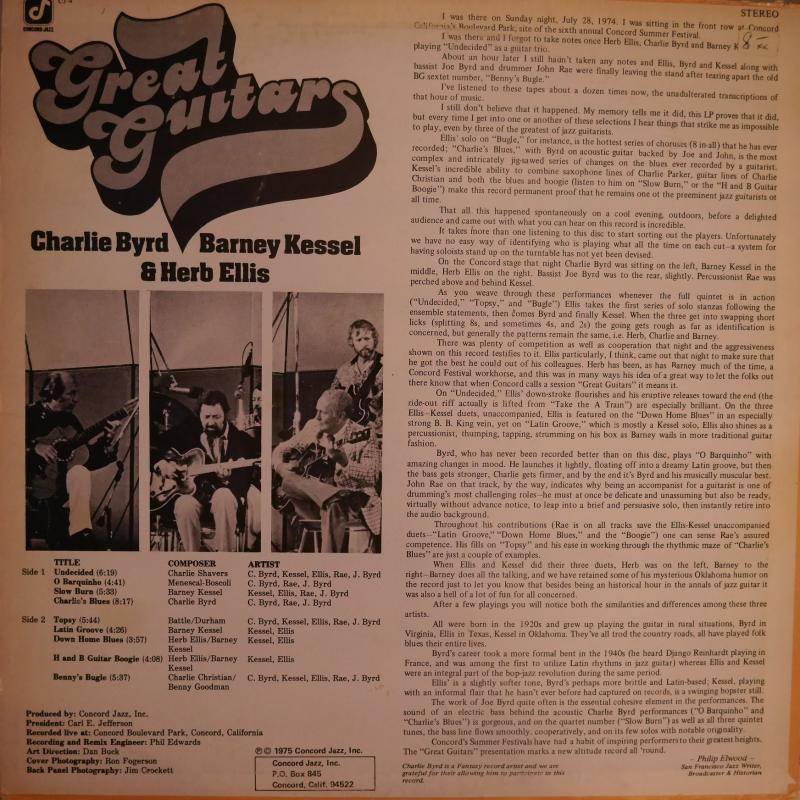 CJ-4
CONCORD JAZZ
Great
Guitars
Charlie Byrd Barney Kessel
& Herb Ellis
TITLE COMPOSER ARTIST
Side 1 Undecided (6:19) Charlie Shavers C. Byrd, Kessel, Ellis, Rae, J. Byrd
O Barquinho (4:41) Menescal-Boscoli C. Byrd, Rae, J. Byrd
Slow Burn (5:33) Barney Kessel Kessel, Ellis, Rae, J. Byrd
Charlie's Blues (8:17) Charlie Byrd C. Byrd, Rae, J. Byrd
Side 2 Topsy (5:44) Battle/Durham C. Byrd, Kessel, Ellis, Rae, J. Byrd
Latin Groove (4:26) Barney Kessel Kessel, Ellis
Down Home Blues (3:57) Herb Ellis/Barney Kessel, Ellis
Kessel
H and B Guitar Boogie (4:08) Herb Ellis/Barney Kessel, Ellis
Kessel
Benny's Bugle (5:37) Charlie Christian/ C. Byrd, Kessel, Ellis, Rae, J. Byrd
Benny Goodman
Produced by: Concord Jazz, Inc.
President: Carl E. Jefferson
Recorded live at: Concord Boulevard Park, Concord, California
Recording and Remix Engineer: Phil Edwards
Art Direction: Dan Buck
Cover Photography: Ron Fogerson
Back Panel Photography: Jim Crockett
℗ © 1975 Concord Jazz, Inc.
Concord Jazz, Inc.
P.O. Box 845
Concord, Calif. 94522
STEREO
I was there on Sunday night, July 28, 1974. I was sitting in the front row at Concord
California's Boulevard Park, site of the sixth annual Concord Summer Festival.
I was there and I forgot to take notes once Herb Ellis, Charlie Byrd and Barney K
playing "Undecided" as a guitar trio.
About an hour later I still hadn't taken any notes and Ellis, Byrd and Kessel along with
bassist Joe Byrd and drummer John Rae were finally leaving the stand after tearing apart the old
BG sextet number, "Benny's Bugle."
I've listened to these tapes about a dozen times now, the unadulterated transcriptions of
that hour of music.
I still don't believe that it happened. My memory tells me it did, this LP proves that it did,
but every time I get into one or another of these selections I hear things that strike me as impossible
to play, even by three of the greatest of jazz guitarists.
Ellis' solo on "Bugle," for instance, is the hottest series of choruses (8 in all) that he has ever
recorded; "Charlie's Blues," with Byrd on acoustic guitar backed by Joe and John, is the most
complex and intricately jig-sawed series of changes on the blues ever recorded by a guitarist.
Kessel's incredible ability to combine saxophone lines of Charlie Parker, guitar lines of Charlie
Christian and both the blues and boogie (listen to him on "Slow Burn," or the "H and B Guitar
Boogie") make this record permanent proof that he remains one of the preeminent jazz guitarists of
all time.
That all this happened spontaneously on a cool evening, outdoors, before a delighted
audience and came out with what you can hear on this record is incredible.
It takes more than one listening to this disc to start sorting out the players. Unfortunately
we have no easy way of identifying who is playing what all the time on each cut—a system for
having soloists stand up on the turntable has not yet been devised.
On the Concord stage that night Charlie Byrd was sitting on the left, Barney Kessel in the
middle, Herb Ellis on the right. Bassist Joe Byrd was to the rear, slightly. Percussionist Rae was
perched above and behind Kessel.
As you weave through these performances whenever the full quintet is in action
("Undecided," "Topsy," and "Bugle") Ellis takes the first series of solo stanzas following the
ensemble statements, then comes Byrd and finally Kessel. When the three get into swapping short
licks (splitting 8s, and sometimes 4s, and 2s) the going gets rough as far as identification is
concerned, but generally the patterns remain the same, i.e. Herb, Charlie and Barney.
There was plenty of competition as well as cooperation that night and the aggressiveness
shown on this record testifies to it. Ellis particularly, I think, came out that night to make sure that
he got the best he could out of his colleagues. Herb has been, as has Barney much of the time, a
Concord Festival workhorse, and this was in many ways his idea of a great way to let the folks out
there know that when Concord calls a session "Great Guitars" it means it.
On "Undecided," Ellis' down-stroke flourishes and his eruptive releases toward the end (the
ride-out riff actually is lifted from "Take the A Train") are especially brilliant. On the three
Ellis—Kessel duets, unaccompanied, Ellis is featured on the "Down Home Blues" in an especially
strong B. B. King vein, yet on "Latin Groove," which is mostly a Kessel solo, Ellis also shines as a
percussionist, thumping, tapping, strumming on his box as Barney wails in more traditional guitar
fashion.
Byrd, who has never been recorded better than on this disc, plays "O Barquinho" with
amazing changes in mood. He launches it lightly, floating off into a dreamy Latin groove, but then
the bass gets stronger, Charlie gets firmer, and by the end it's Byrd and his musically muscular best.
John Rae on that track, by the way, indicates why being an accompanist for a guitarist is one of
drumming's most challenging roles—he must at once be delicate and unassuming but also be ready,
virtually without advance notice, to leap into a brief and persuasive solo, then instantly retire into
the audio background.
Throughout his contributions (Rae is on all tracks save the Ellis-Kessel unaccompanied
duets—"Latin Groove," "Down Home Blues," and the "Boogie") one can sense Rae's assured
competence. His fills on "Topsy" and his ease in working through the rhythmic maze of "Charlie's
Blues" are just a couple of examples.
When Ellis and Kessel did their three duets, Herb was on the left, Barney to the
right—Barney does all the talking, and we have retained some of his mysterious Oklahoma humor on
the record just to let you know that besides being an historical hour in the annals of jazz guitar it
was also a hell of a lot of fun for all concerned.
After a few playings you will notice both the similarities and differences among these three
artists.
All were born in the 1920s and grew up playing the guitar in rural situations, Byrd in
Virginia, Ellis in Texas, Kessel in Oklahoma. They've all trod the country roads, all have played folk
blues their entire lives.
Byrd's career took a more formal bent in the 1940s (he heard Django Reinhardt playing in
France, and was among the first to utilize Latin rhythms in jazz guitar) whereas Ellis and Kessel
were an integral part of the bop-jazz revolution during the same period.
Ellis' is a slightly softer tone, Byrd's perhaps more brittle and Latin-based; Kessel, playing
with an informal flair that he hasn't ever before had captured on records, is a swinging hopster still.
The work of Joe Byrd quite often is the essential cohesive element in the performances. The
sound of an electric bass behind the acoustic Charlie Byrd performances ("O Barquinho" and
"Charlie's Blues") is gorgeous, and on the quartet number ("Slow Burn") as well as all three quintet
tunes, the bass line flows smoothly, cooperatively, and on its few solos with notable originality.
Concord's Summer Festivals have had a habit of inspiring performers to their greatest heights.
The "Great Guitars" presentation marks a new altitude record all 'round.
— Philip Elwood —
San Francisco Jazz Writer,
Broadcaster & Historian
Charlie Byrd is a Fantasy record artist and we are
grateful for their allowing him to participate in this
record.